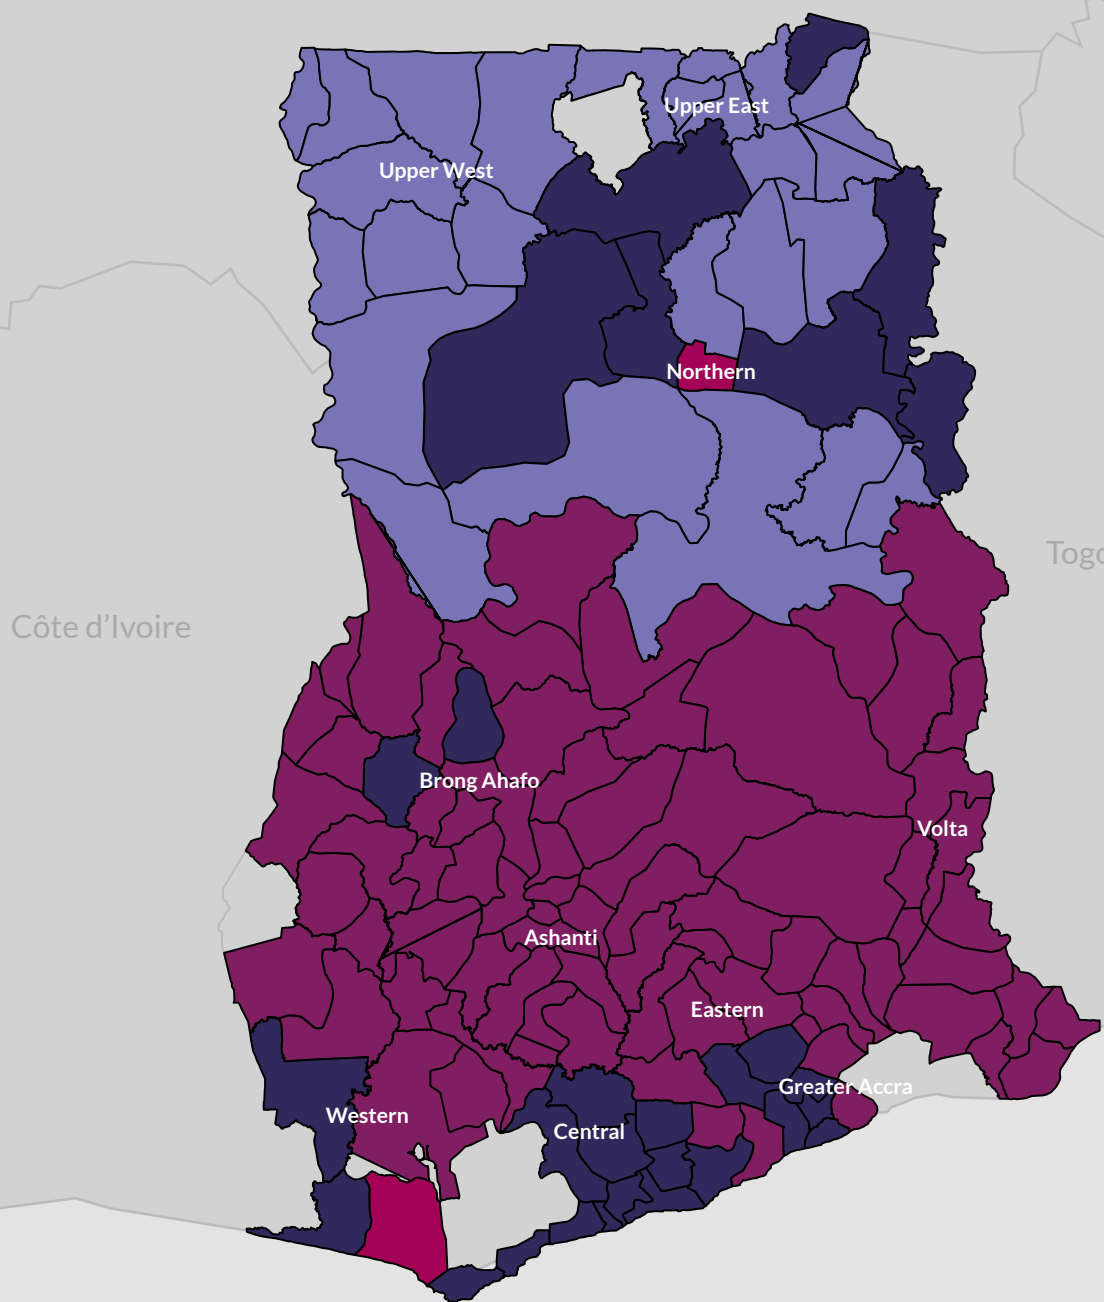 Upper East
Upper West
Northern
Togo
Côte d’Ivoire
Brong Ahafo
Volta
Ashanti
Eastern
Greater Accra
Western
Central